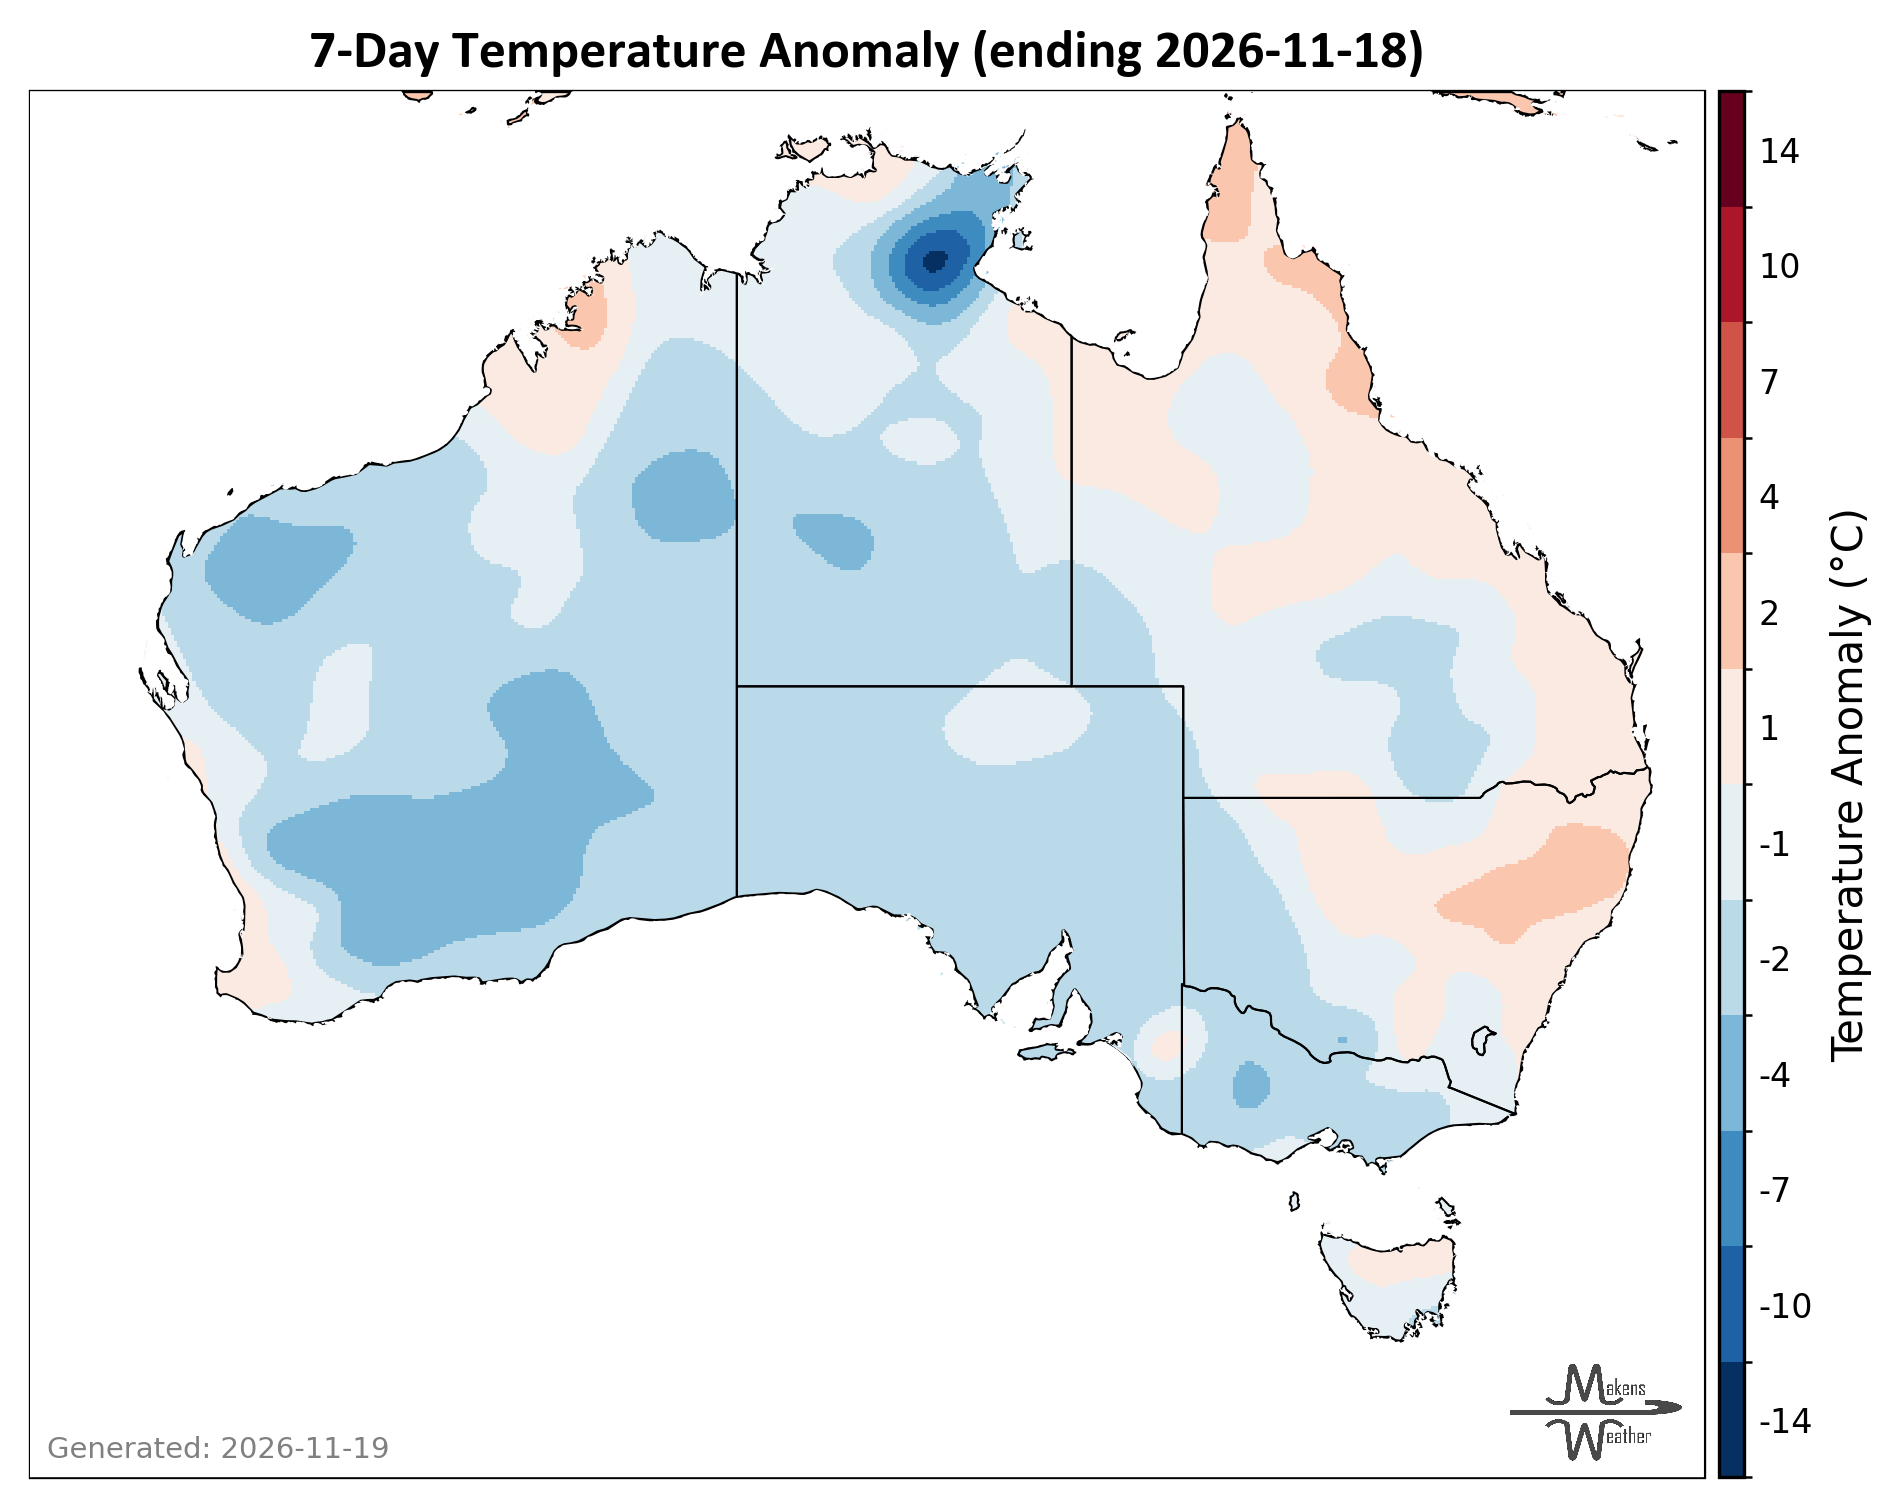 7-Day Temperature Anomaly (ending 2026-11-18)
14
10
7
4
2
1
-1
-2
-4
-7
-10
-14
Temperature Anomaly (°C)
Makens
Weather
Generated: 2026-11-19